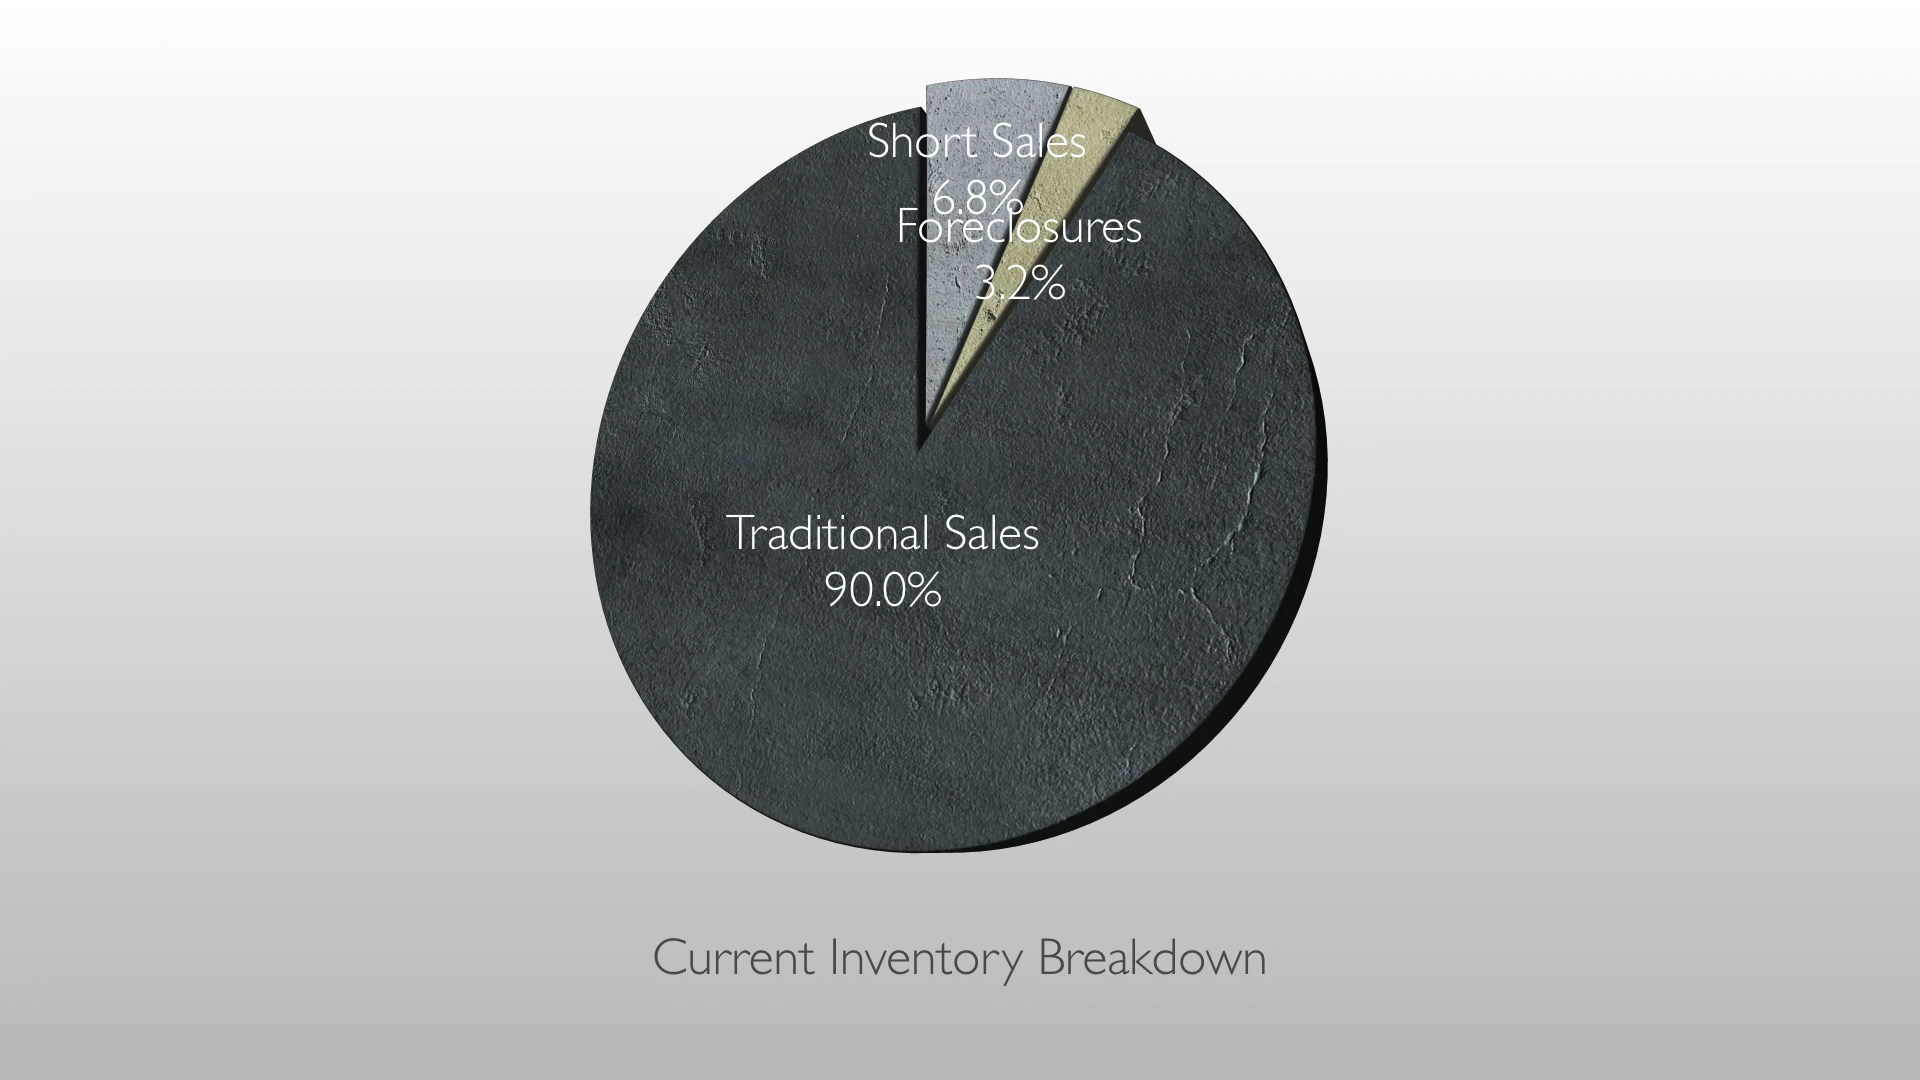 Short Sales
6.8%
Foreclosures
3.2%
Traditional Sales
90.0%
Current Inventory Breakdown